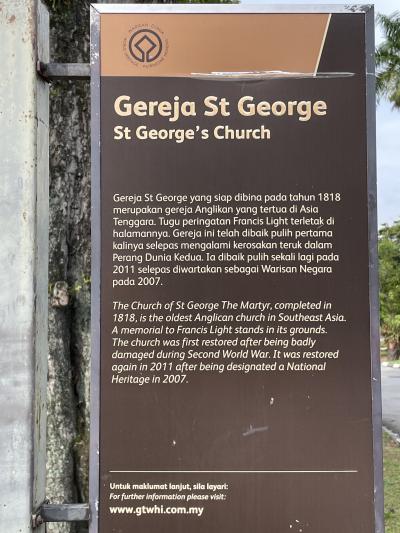 Gereja St George
St George's Church
Gereja St George yang siap dibina pada tahun 1818
merupakan gereja Anglikan yang tertua di Asia
Tenggara. Tugu peringatan Francis Light terletak di
halamannya. Gereja ini telah dibaik pulih pertama
kalinya selepas mengalami kerosakan teruk dalam
Perang Dunia Kedua. Ia dibaik pulih sekali lagi pada
2011 selepas diwartakan sebagai Warisan Negara
pada 2007.
The Church of St George The Martyr, completed in
1818, is the oldest Anglican church in Southeast Asia.
A memorial to Francis Light stands in its grounds.
The church was first restored after being badly
damaged during Second World War. It was restored
again in 2011 after being designated a National
Heritage in 2007.
Untuk maklumat lanjut, sila layari:
For further information please visit:
www.gtwhi.com.my